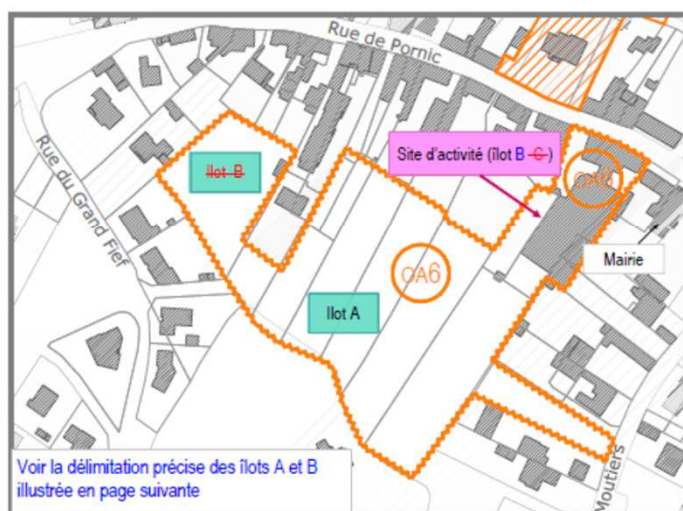 Rue de Pornic
Rue du Grand Fief
îlot B
Site d'activité (îlot B C )
OA6
OA6
Mairie
Ilot A
Moutiers
Voir la délimitation précise des îlots A et B
illustrée en page suivante